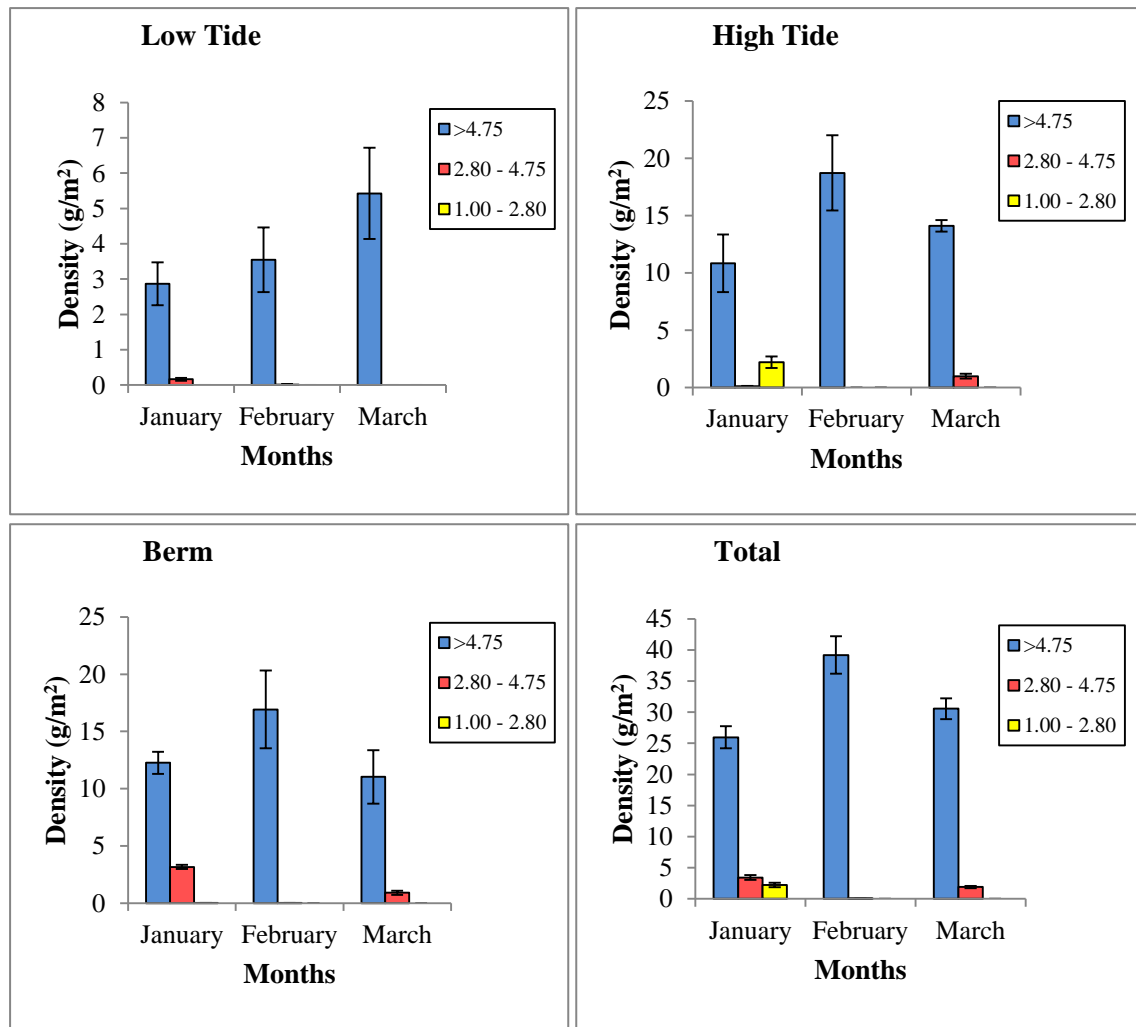 Low Tide
Density (g/m²)
8
7
6
5
4
3
2
1
0
January February March
Months
>4.75
2.80 - 4.75
1.00 - 2.80
High Tide
Density (g/m²)
25
20
15
10
5
0
January February March
Months
>4.75
2.80 - 4.75
1.00 - 2.80
Berm
Density (g/m²)
25
20
15
10
5
0
January February March
Months
>4.75
2.80 - 4.75
1.00 - 2.80
Total
Density (g/m²)
45
40
35
30
25
20
15
10
5
0
January February March
Months
>4.75
2.80 - 4.75
1.00 - 2.80